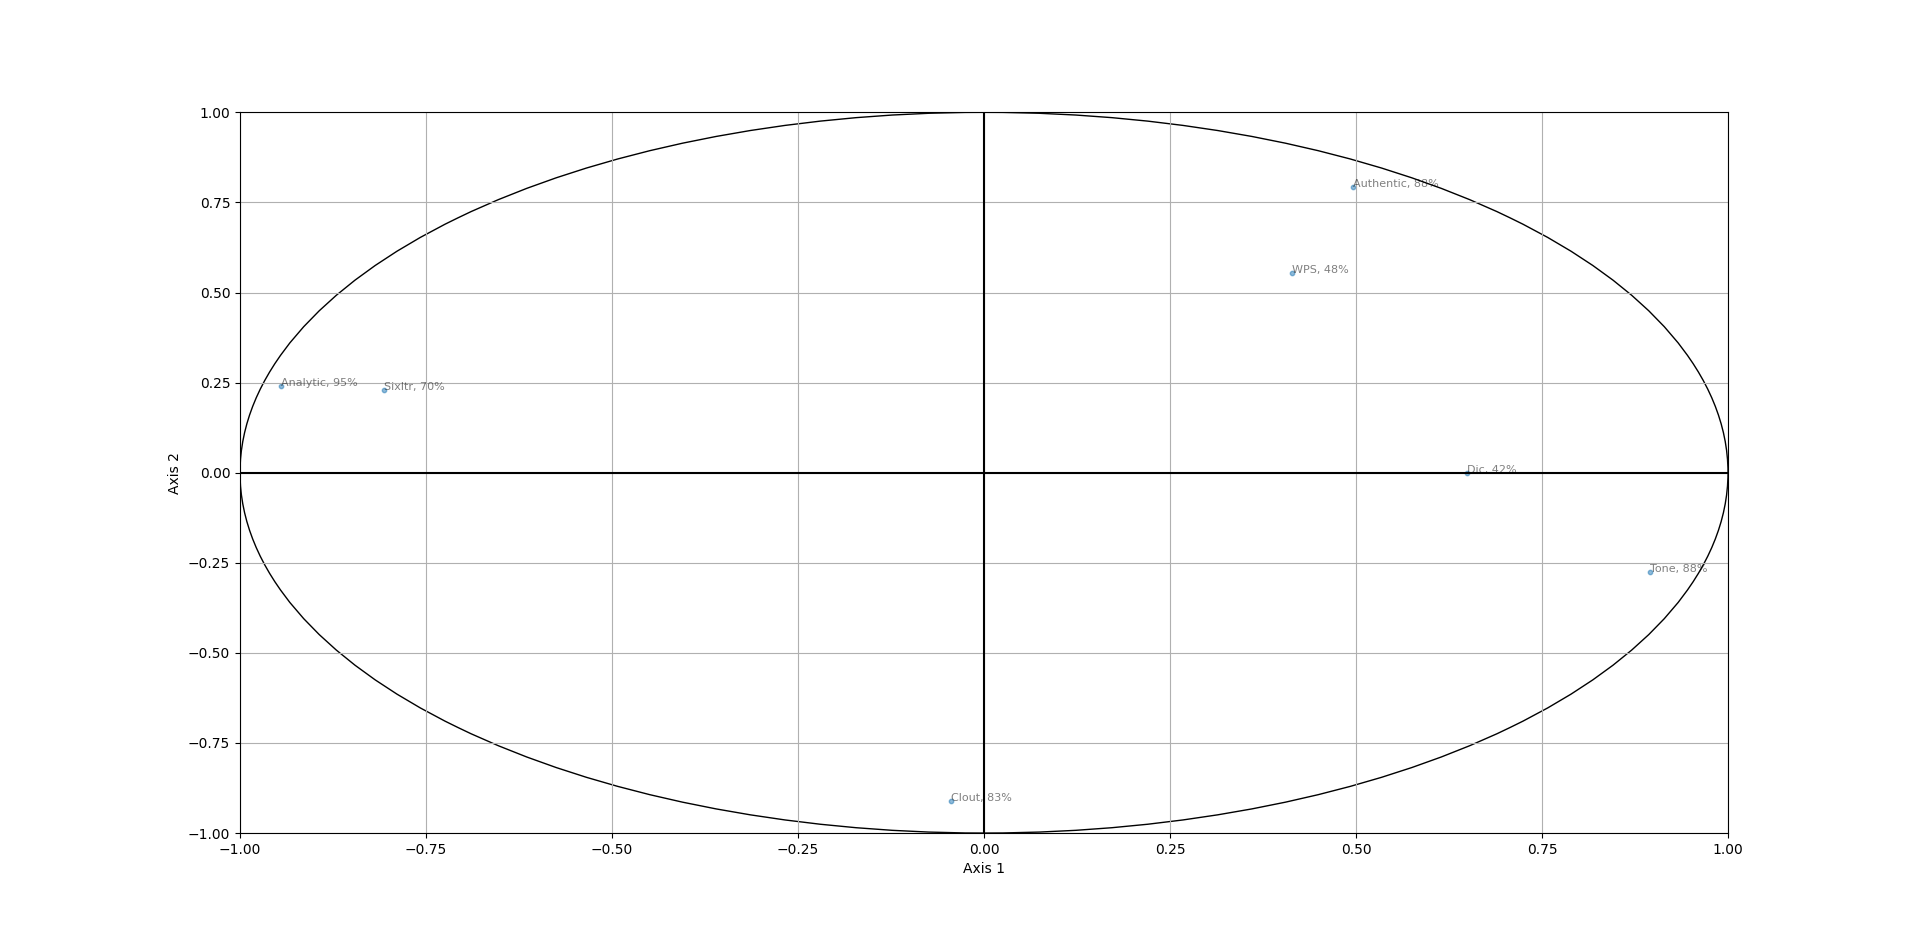 1.00
0.75
0.50
0.25
0.00
−0.25
−0.50
−0.75
−1.00
Axis 2
Authentic, 88%
WPS, 48%
Analytic, 95%
Sixltr, 70%
Dic, 42%
Tone, 88%
Clout, 83%
−1.00 −0.75 −0.50 −0.25 0.00 0.25 0.50 0.75 1.00
Axis 1